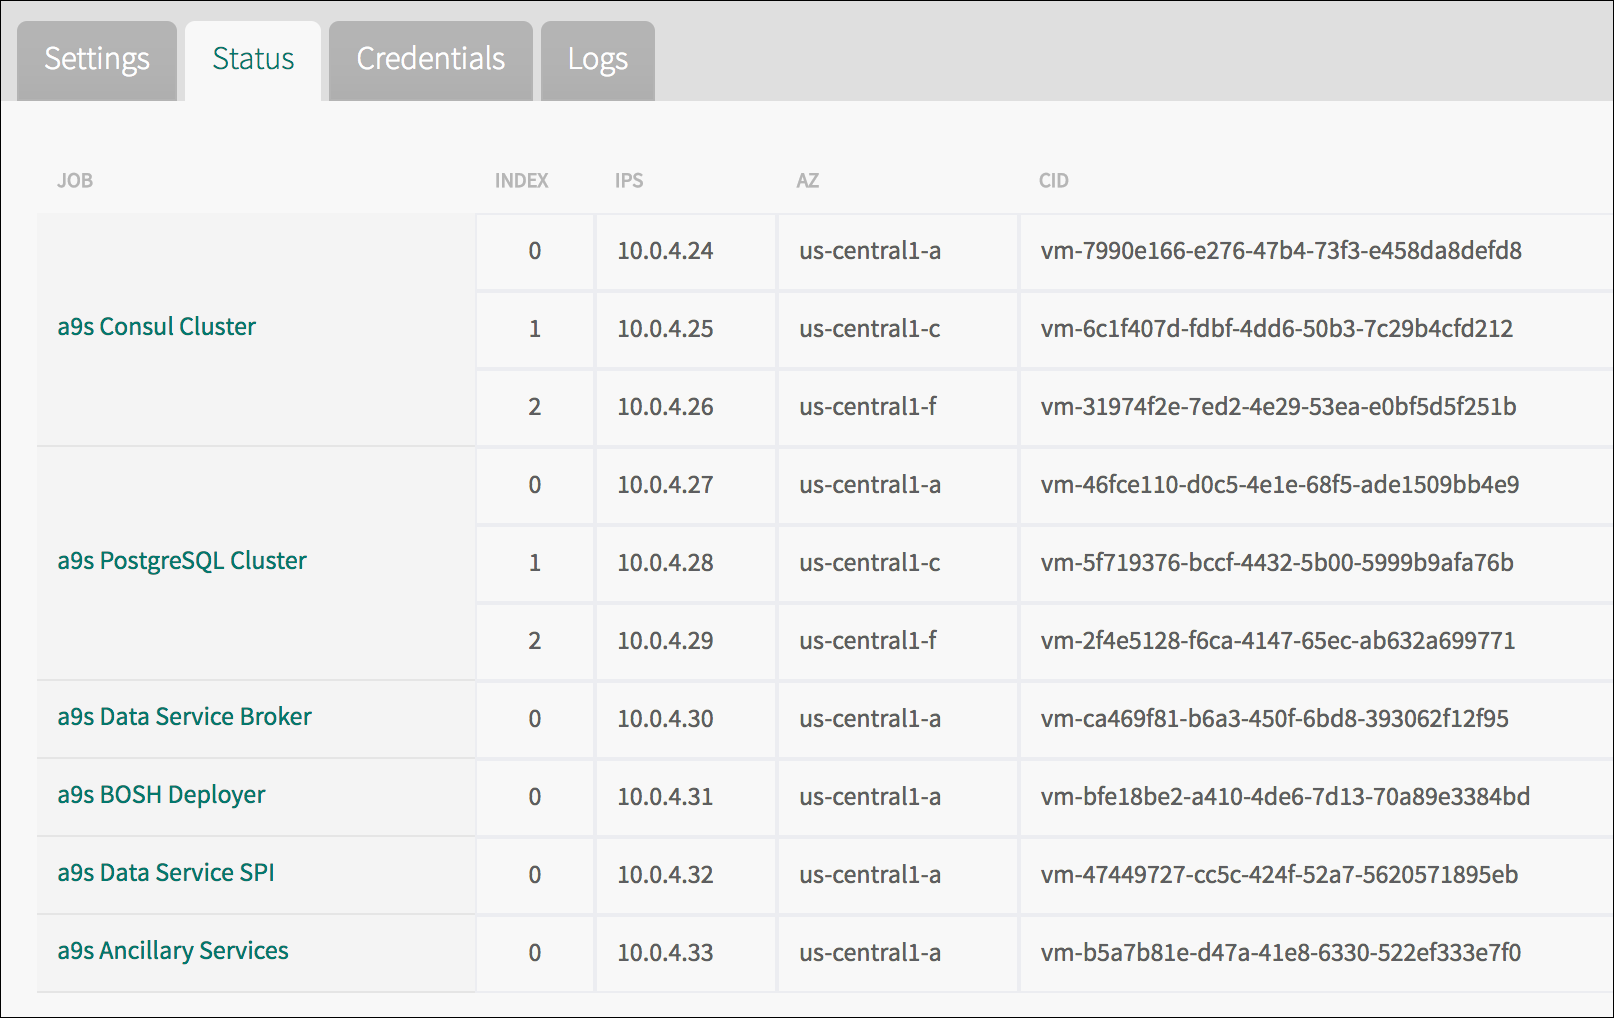 Settings Status Credentials Logs
JOB INDEX IPS AZ CID
a9s Consul Cluster
0 10.0.4.24 us-central1-a vm-7990e166-e276-47b4-73f3-e458da8defd8
1 10.0.4.25 us-central1-c vm-6c1f407d-fdbf-4dd6-50b3-7c29b4cfd212
2 10.0.4.26 us-central1-f vm-31974f2e-7ed2-4e29-53ea-e0bf5d5f251b
a9s PostgreSQL Cluster
0 10.0.4.27 us-central1-a vm-46fce110-d0c5-4e1e-68f5-ade1509bb4e9
1 10.0.4.28 us-central1-c vm-5f719376-bccf-4432-5b00-5999b9afa76b
2 10.0.4.29 us-central1-f vm-2f4e5128-f6ca-4147-65ec-ab632a699771
a9s Data Service Broker 0 10.0.4.30 us-central1-a vm-ca469f81-b6a3-450f-6bd8-393062f12f95
a9s BOSH Deployer 0 10.0.4.31 us-central1-a vm-bfe18be2-a410-4de6-7d13-70a89e3384bd
a9s Data Service SPI 0 10.0.4.32 us-central1-a vm-47449727-cc5c-424f-52a7-5620571895eb
a9s Ancillary Services 0 10.0.4.33 us-central1-a vm-b5a7b81e-d47a-41e8-6330-522ef333e7f0